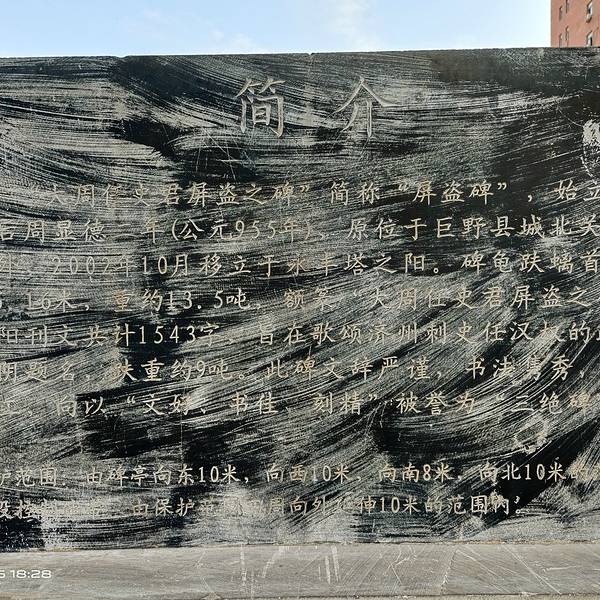 简介
“大周任史君屏盗之碑”简称“屏盗碑”，始立
后周显德 年(公元955年)，原位于巨野县城北关
外，2007年10月移立于永丰塔之阳。碑龟趺螭首
.16米，重约13.5吨，额篆“大周任史君屏盗之
阳刊文共计1543字，旨在歌颂济州刺史任汉权的
阴题名，趺重约9吨。此碑文辞严谨，书法隽秀
工，向以“文好、书佳、刻精”被誉为“三绝碑
护范围：由碑亭向东10米，向西10米，向南8米，向北10米的
由保护 周向外延伸10米的范围内。
18:28